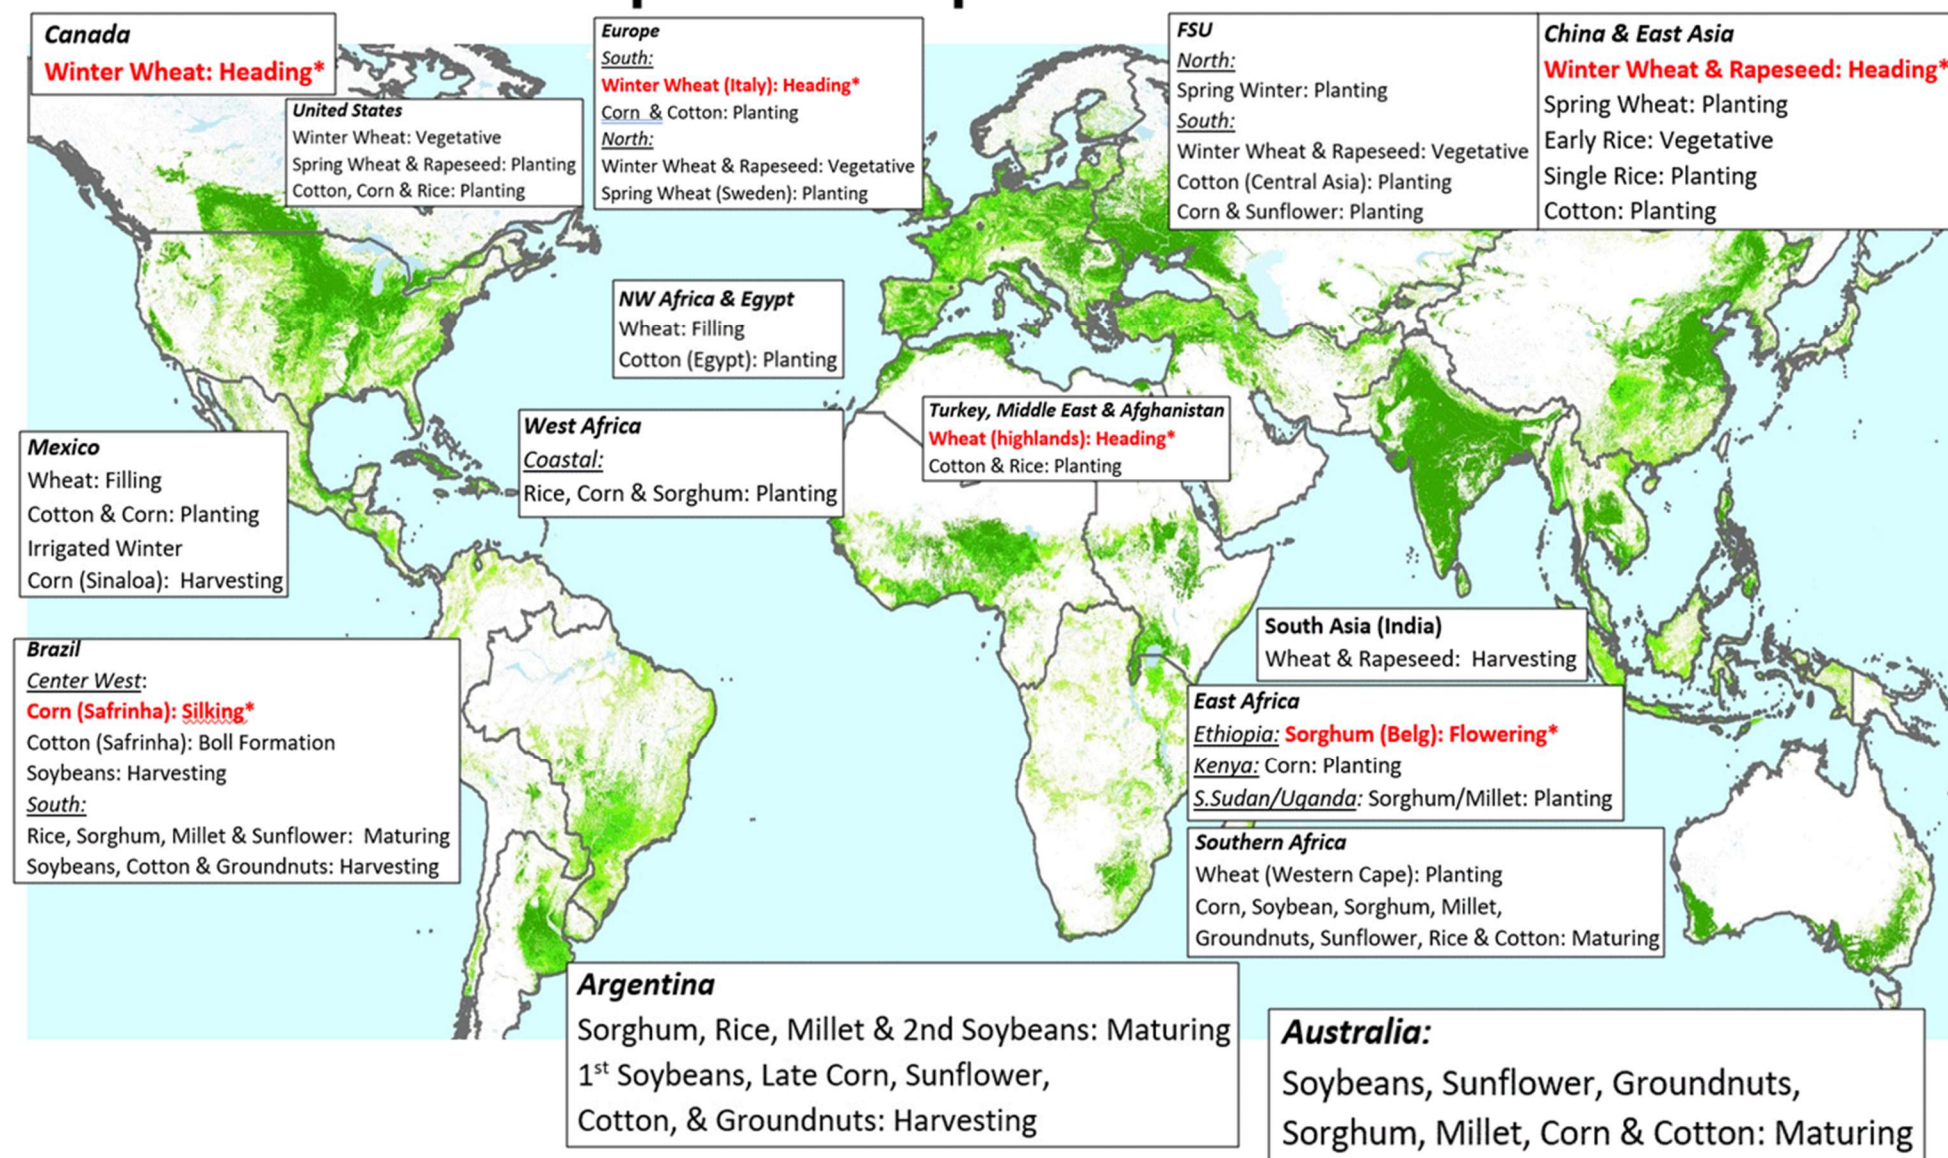 Canada
Winter Wheat: Heading*
United States
Winter Wheat: Vegetative
Spring Wheat & Rapeseed: Planting
Cotton, Corn & Rice: Planting
Europe
South:
Winter Wheat (Italy): Heading*
Corn & Cotton: Planting
North:
Winter Wheat & Rapeseed: Vegetative
Spring Wheat (Sweden): Planting
FSU
North:
Spring Winter: Planting
South:
Winter Wheat & Rapeseed: Vegetative
Cotton (Central Asia): Planting
Corn & Sunflower: Planting
China & East Asia
Winter Wheat & Rapeseed: Heading*
Spring Wheat: Planting
Early Rice: Vegetative
Single Rice: Planting
Cotton: Planting
NW Africa & Egypt
Wheat: Filling
Cotton (Egypt): Planting
Turkey, Middle East & Afghanistan
Wheat (highlands): Heading*
Cotton & Rice: Planting
West Africa
Coastal:
Rice, Corn & Sorghum: Planting
Mexico
Wheat: Filling
Cotton & Corn: Planting
Irrigated Winter
Corn (Sinaloa): Harvesting
Brazil
Center West:
Corn (Safrinha): Silking*
Cotton (Safrinha): Boll Formation
Soybeans: Harvesting
South:
Rice, Sorghum, Millet & Sunflower: Maturing
Soybeans, Cotton & Groundnuts: Harvesting
South Asia (India)
Wheat & Rapeseed: Harvesting
East Africa
Ethiopia: Sorghum (Belg): Flowering*
Kenya: Corn: Planting
S.Sudan/Uganda: Sorghum/Millet: Planting
Southern Africa
Wheat (Western Cape): Planting
Corn, Soybean, Sorghum, Millet,
Groundnuts, Sunflower, Rice & Cotton: Maturing
Argentina
Sorghum, Rice, Millet & 2nd Soybeans: Maturing
1st Soybeans, Late Corn, Sunflower,
Cotton, & Groundnuts: Harvesting
Australia:
Soybeans, Sunflower, Groundnuts,
Sorghum, Millet, Corn & Cotton: Maturing